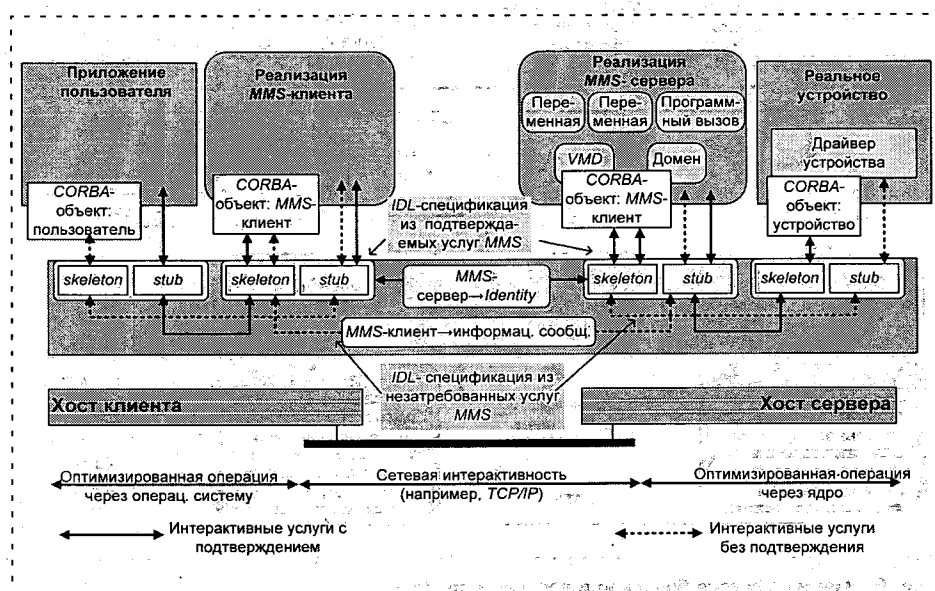 Приложение
пользователя
Реализация
MMS-клиента
Реализация
MMS- сервера
Реальное
устройство
Пере-
менная
Пере-
менная
Программ-
ный вызов
VMD
Домен
Драйвер
устройства
CORBA-
объект:
пользователь
CORBA-
объект: MMS-
клиент
IDL-спецификация
из подтвержда-
емых услуг MMS
CORBA-
объект: MMS-
клиент
CORBA-
объект:
устройство
skeleton
stub
skeleton
stub
MMS-
сервер→Identity
skeleton
stub
skeleton
stub
MMS-клиент→информац. сообщ.
IDL- спецификация из
незатребованных услуг
MMS
Хост клиента
Хост сервера
Оптимизированная операция
через операц. систему
Сетевая интерактивность
(например, TCP/IP)
Оптимизированная операция
через ядро
Интерактивные услуги с
подтверждением
Интерактивные услуги
без подтверждения